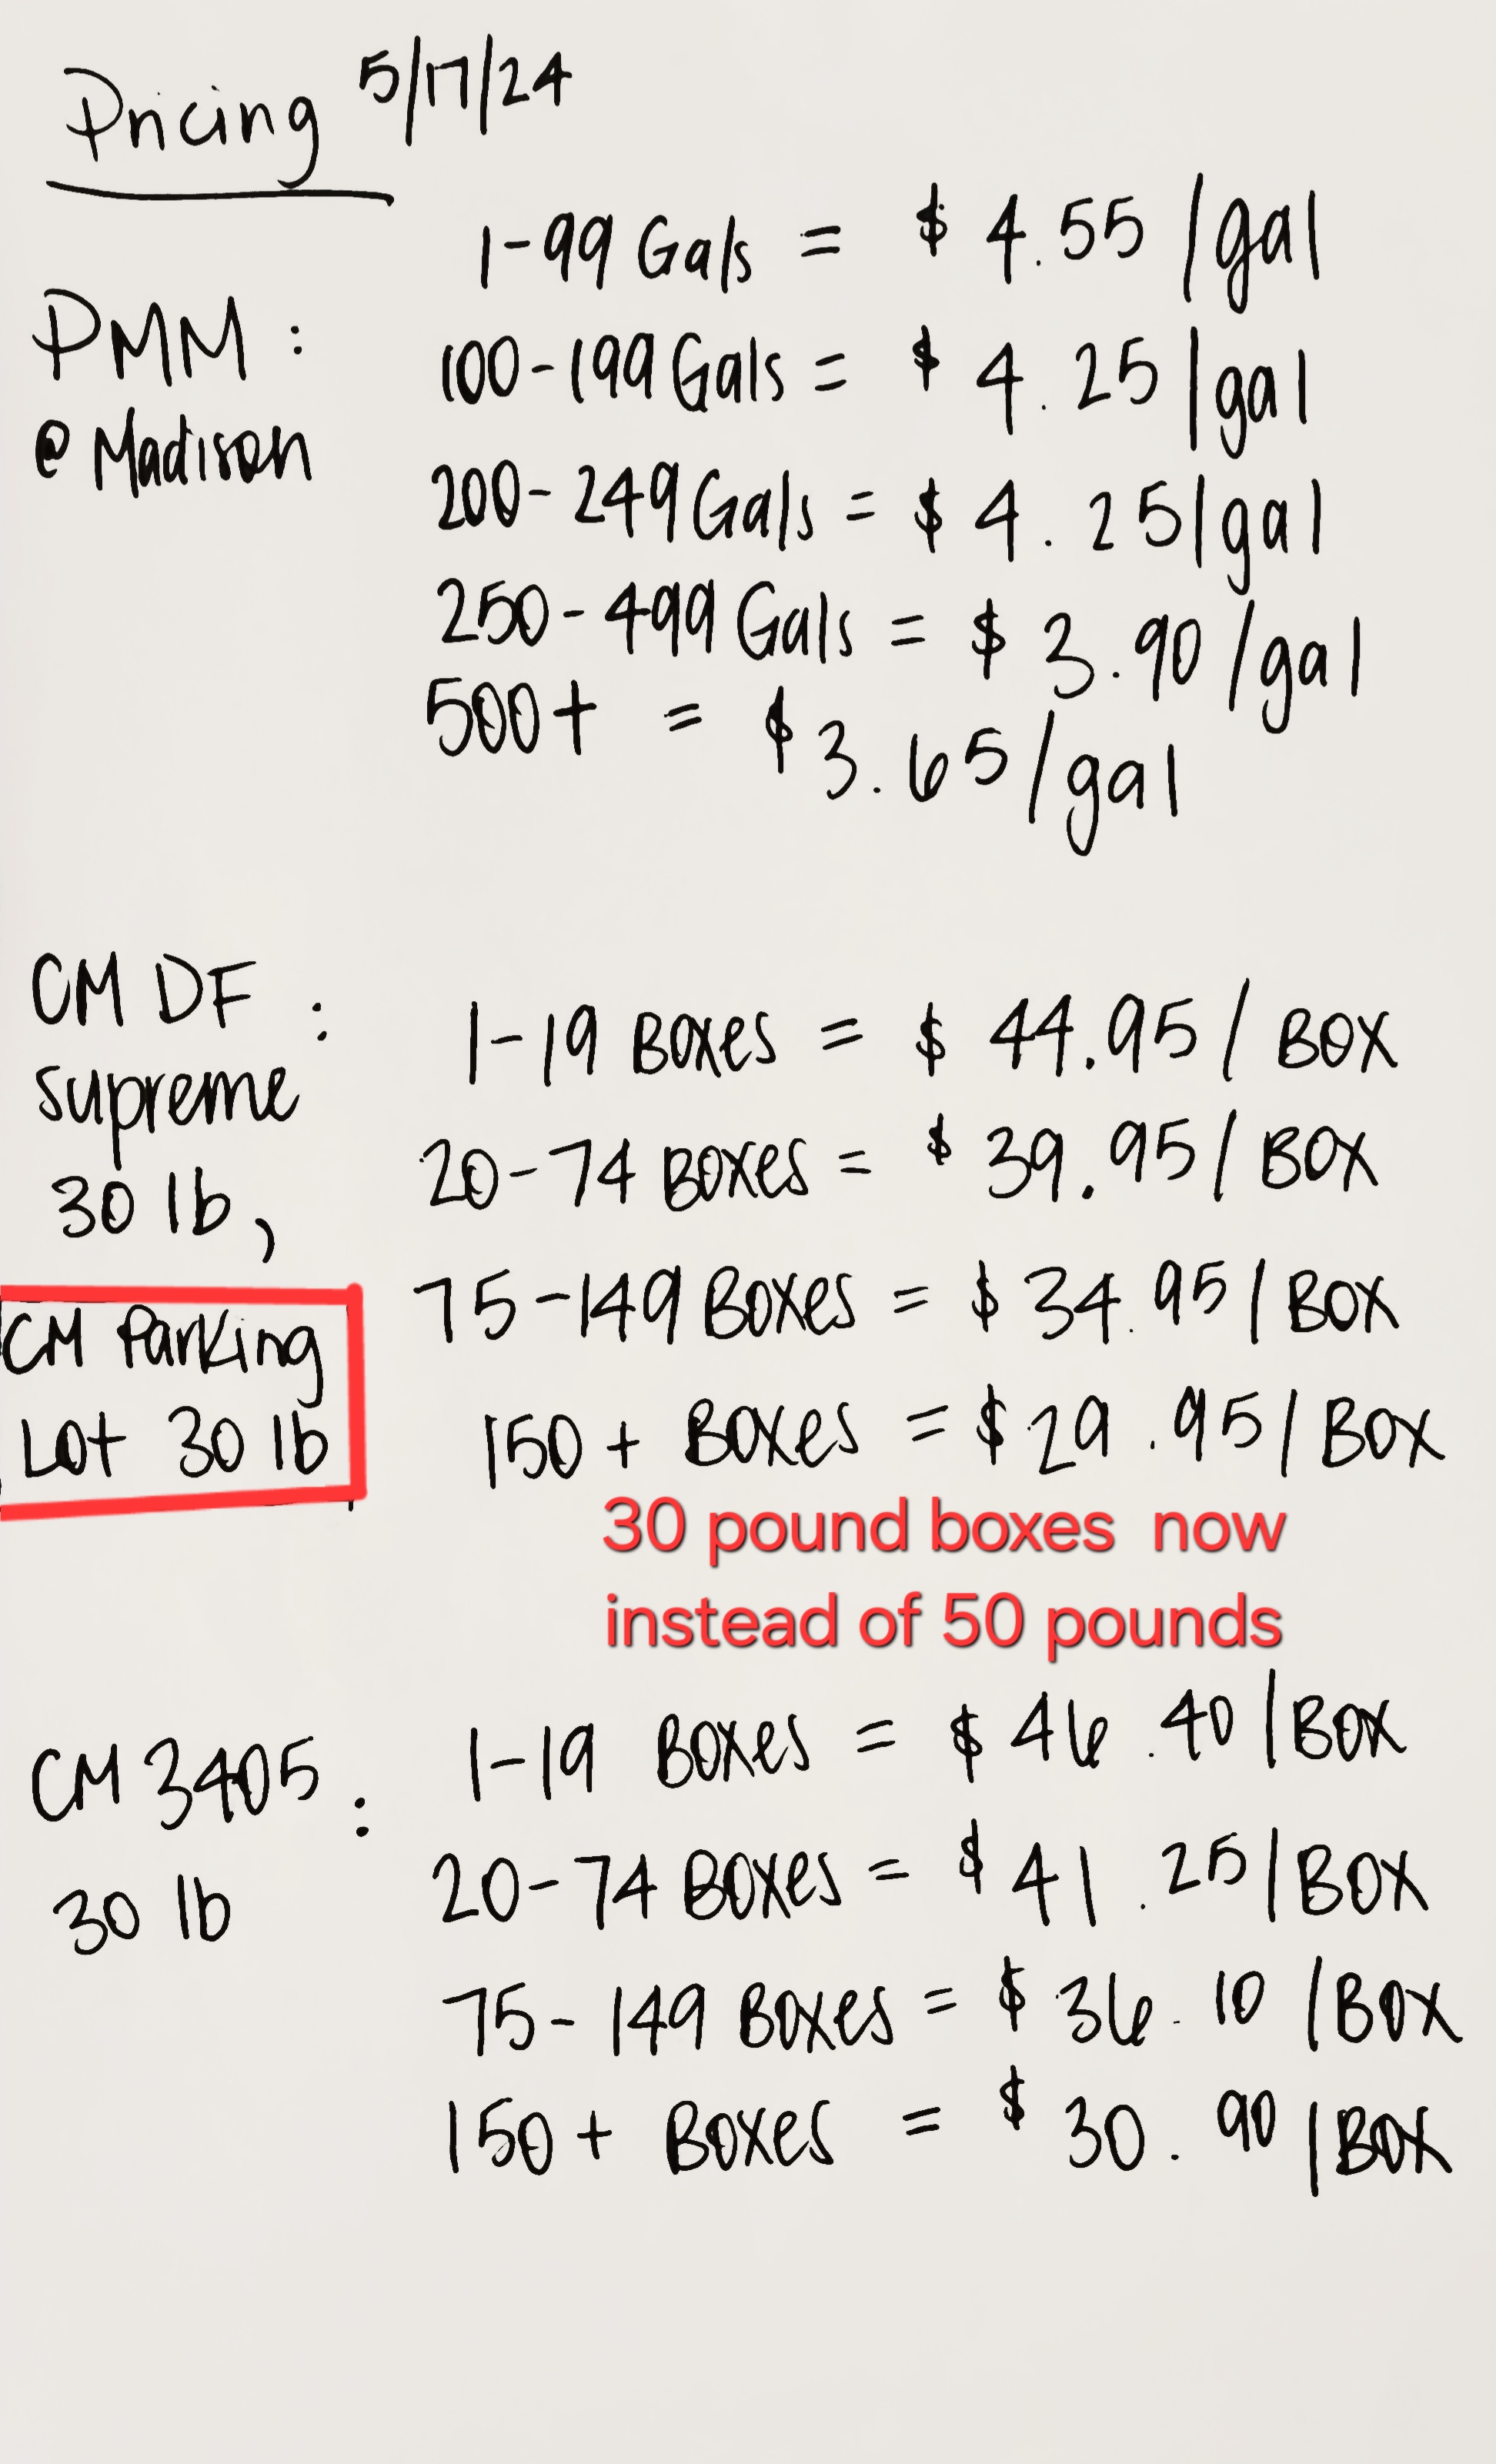 Pricing 5/17/24
PMM :
@ Madison
1-99 Gals = $ 4.55 /gal
100-199 Gals = $ 4.25 /gal
200-249 Gals = $ 4.25/gal
250-499 Gals = $ 3.90 /gal
500+ = $ 3.65/gal
CM DF :
supreme
30 lb,
CM Parking
Lot 30 lb
1-19 Boxes = $ 44.95 / BOX
20-74 Boxes = $ 39.95/ BOX
75-149 Boxes = $ 34.95/ BOX
150 + Boxes = $ 29.95/ BOX
30 pound boxes now
instead of 50 pounds
CM 3405 :
30 lb
1-19 Boxes = $ 46.40 /BOX
20-74 Boxes = $ 41.25/BOX
75-149 Boxes = $ 36.10 /BOX
150+ Boxes = $ 30.90 /BOX